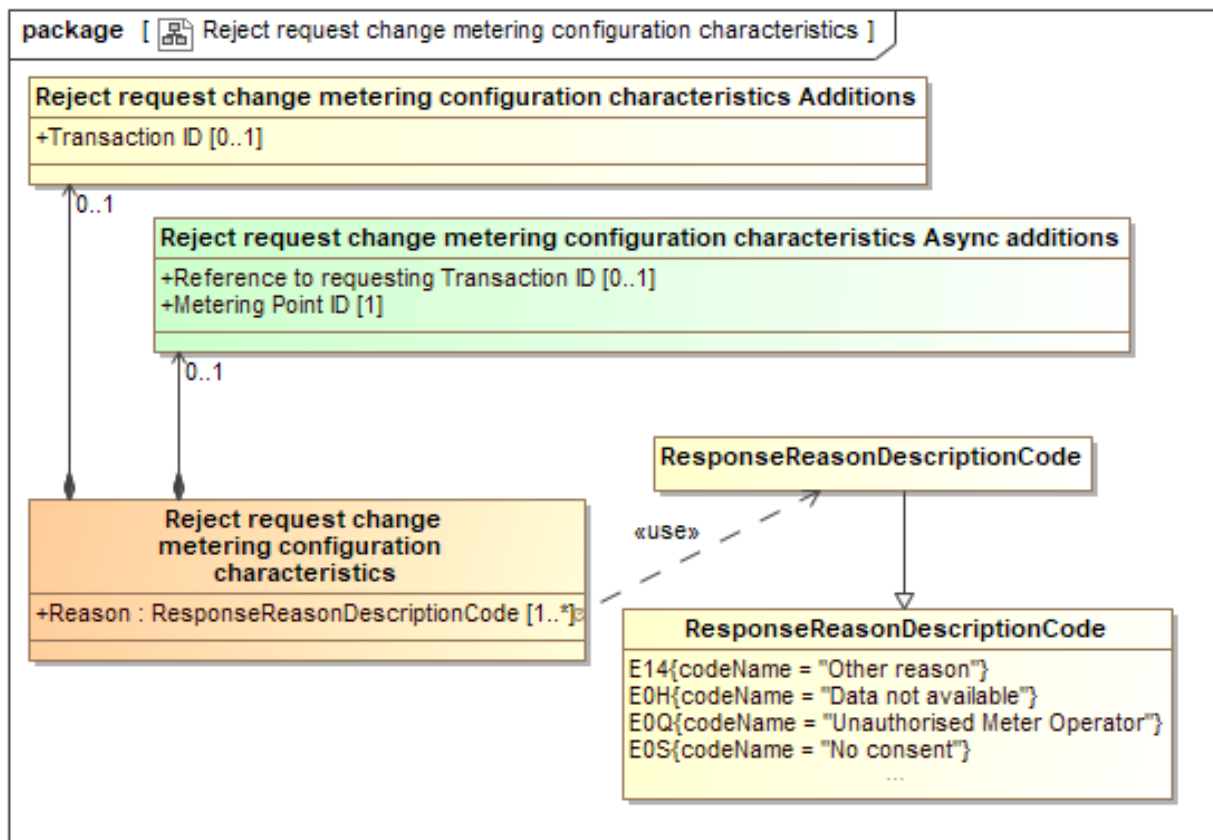 package [ Reject request change metering configuration characteristics ]
Reject request change metering configuration characteristics Additions
+Transaction ID [0..1]
0..1
Reject request change metering configuration characteristics Async additions
+Reference to requesting Transaction ID [0..1]
+Metering Point ID [1]
0..1
ResponseReasonDescriptionCode
«use»
Reject request change
metering configuration
characteristics
+Reason : ResponseReasonDescriptionCode [1..*]
ResponseReasonDescriptionCode
E14{codeName = "Other reason"}
E0H{codeName = "Data not available"}
E0Q{codeName = "Unauthorised Meter Operator"}
E0S{codeName = "No consent"}
...